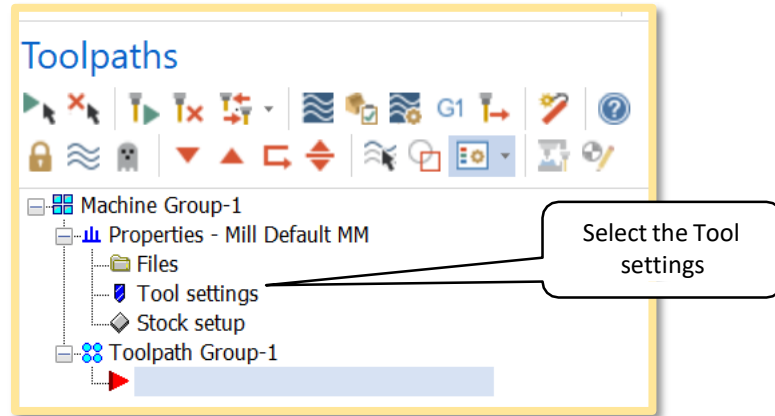 Toolpaths
G1
Machine Group-1
Properties - Mill Default MM
Files
Tool settings
Stock setup
Toolpath Group-1
Select the Tool
settings